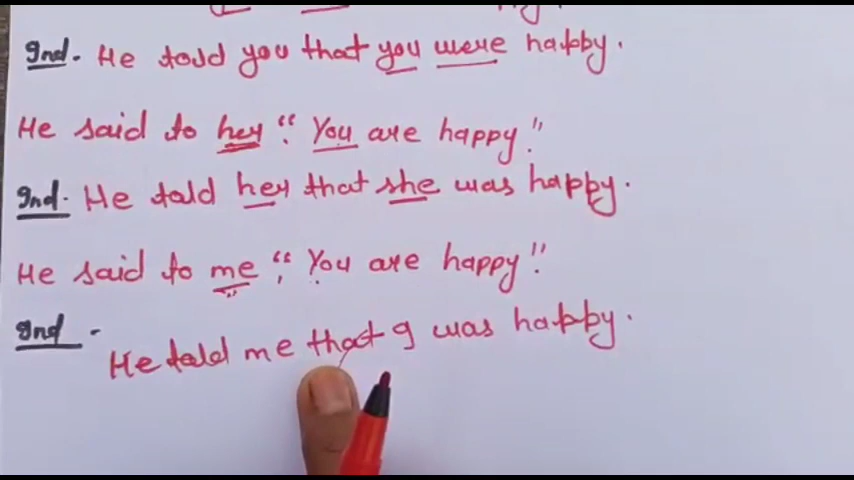 Ind. He told you that you were happy.
He said to her "You are happy."
Ind. He told her that she was happy.
He said to me, "You are happy."
Ind - He told me that I was happy.